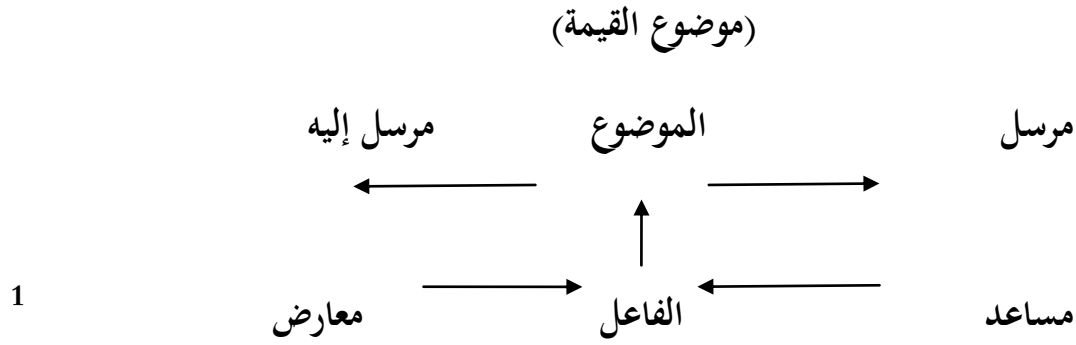 (موضوع القيمة)
مرسل الموضوع مرسل إليه
مساعد الفاعل معارض 1